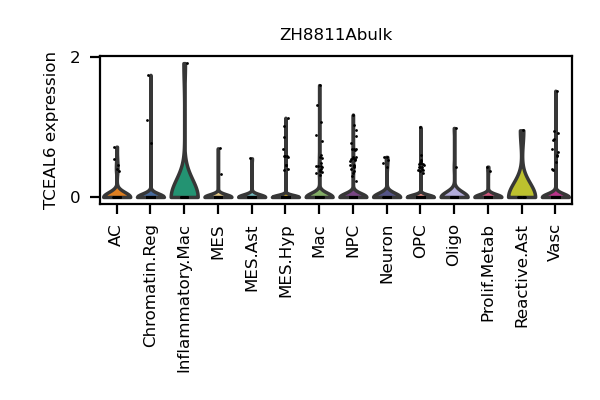 ZH8811Abulk
TCEAL6 expression
2
0
AC
Chromatin.Reg
Inflammatory.Mac
MES
MES.Ast
MES.Hyp
Mac
NPC
Neuron
OPC
Oligo
Prolif.Metab
Reactive.Ast
Vasc